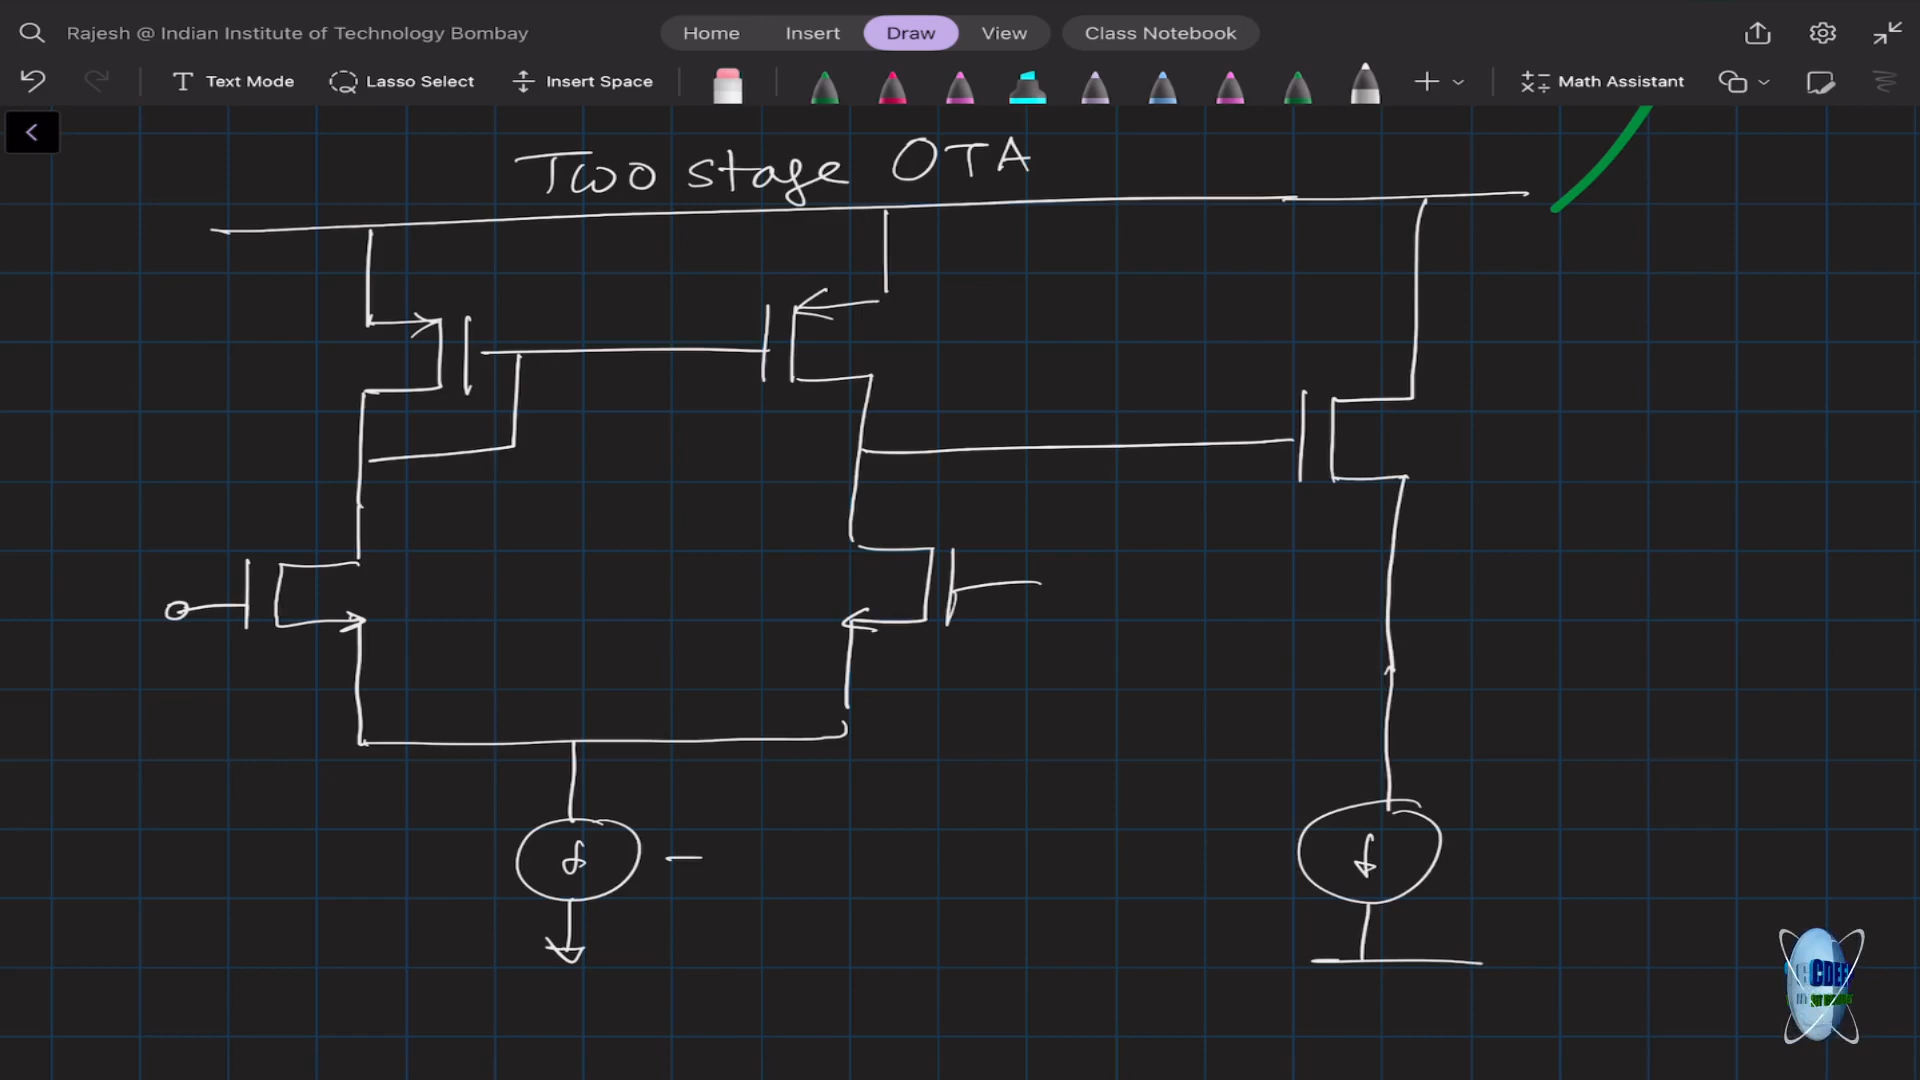 Rajesh @ Indian Institute of Technology Bombay
Home Insert Draw View Class Notebook
Text Mode Lasso Select Insert Space Math Assistant
Two stage OTA